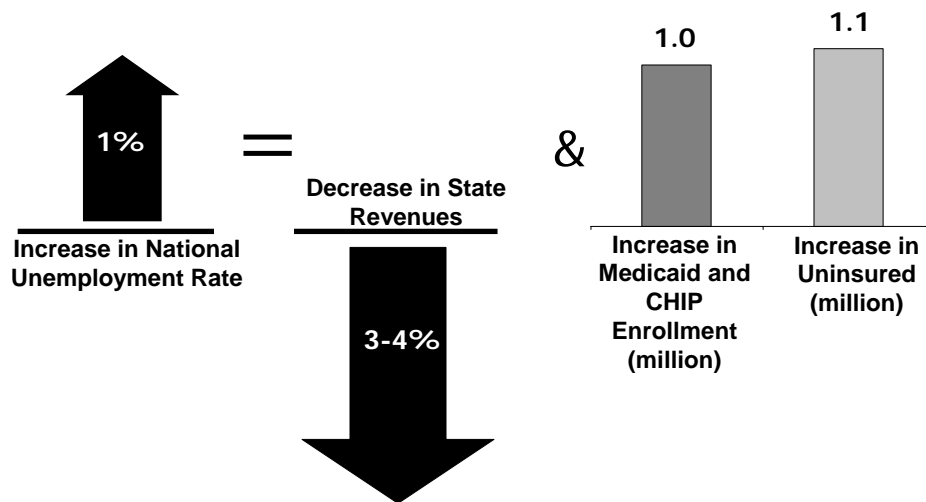 1%
=
Increase in National
Unemployment Rate
Decrease in State
Revenues
3-4%
&
1.0
1.1
Increase in
Medicaid and
CHIP
Enrollment
(million)
Increase in
Uninsured
(million)